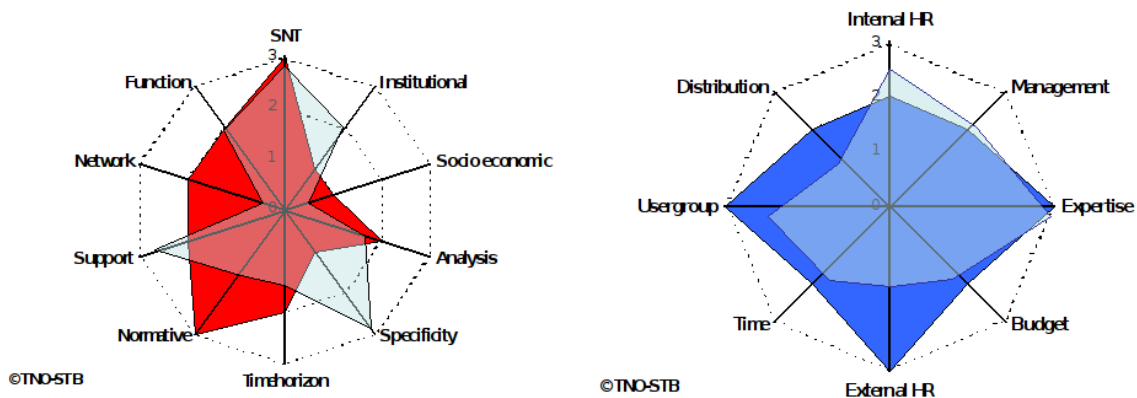 SNT
3
Function
Institutional
2
Network
1
Socio economic
0
Support
Analysis
Normative
Specificity
Timehorizon
©TNO-STB
Internal HR
3
Distribution
Management
2
1
Usergroup
0
Expertise
Time
Budget
External HR
©TNO-STB